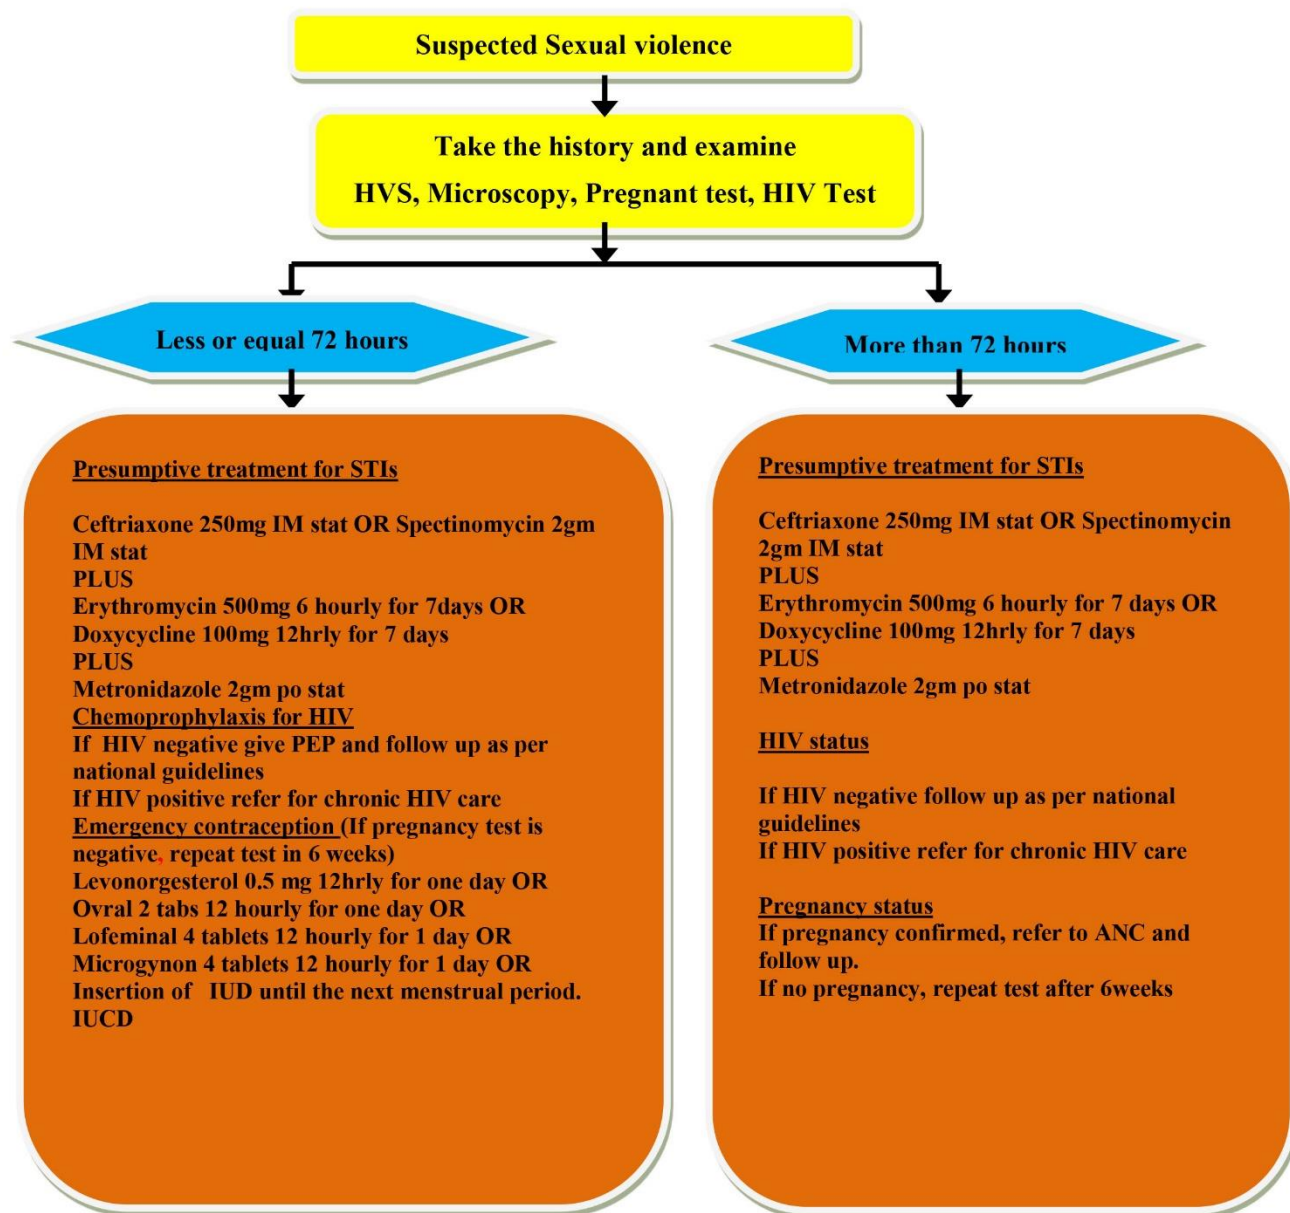 Suspected Sexual violence
Take the history and examine
HVS, Microscopy, Pregnant test, HIV Test
Less or equal 72 hours
More than 72 hours
Presumptive treatment for STIs
Ceftriaxone 250mg IM stat OR Spectinomycin 2gm
IM stat
PLUS
Erythromycin 500mg 6 hourly for 7days OR
Doxycycline 100mg 12hrly for 7 days
PLUS
Metronidazole 2gm po stat
Chemoprophylaxis for HIV
If HIV negative give PEP and follow up as per
national guidelines
If HIV positive refer for chronic HIV care
Emergency contraception (If pregnancy test is
negative, repeat test in 6 weeks)
Levonorgesterol 0.5 mg 12hrly for one day OR
Ovral 2 tabs 12 hourly for one day OR
Lofeminal 4 tablets 12 hourly for 1 day OR
Microgynon 4 tablets 12 hourly for 1 day OR
Insertion of IUD until the next menstrual period.
IUCD
Presumptive treatment for STIs
Ceftriaxone 250mg IM stat OR Spectinomycin
2gm IM stat
PLUS
Erythromycin 500mg 6 hourly for 7 days OR
Doxycycline 100mg 12hrly for 7 days
PLUS
Metronidazole 2gm po stat
HIV status
If HIV negative follow up as per national
guidelines
If HIV positive refer for chronic HIV care
Pregnancy status
If pregnancy confirmed, refer to ANC and
follow up.
If no pregnancy, repeat test after 6weeks